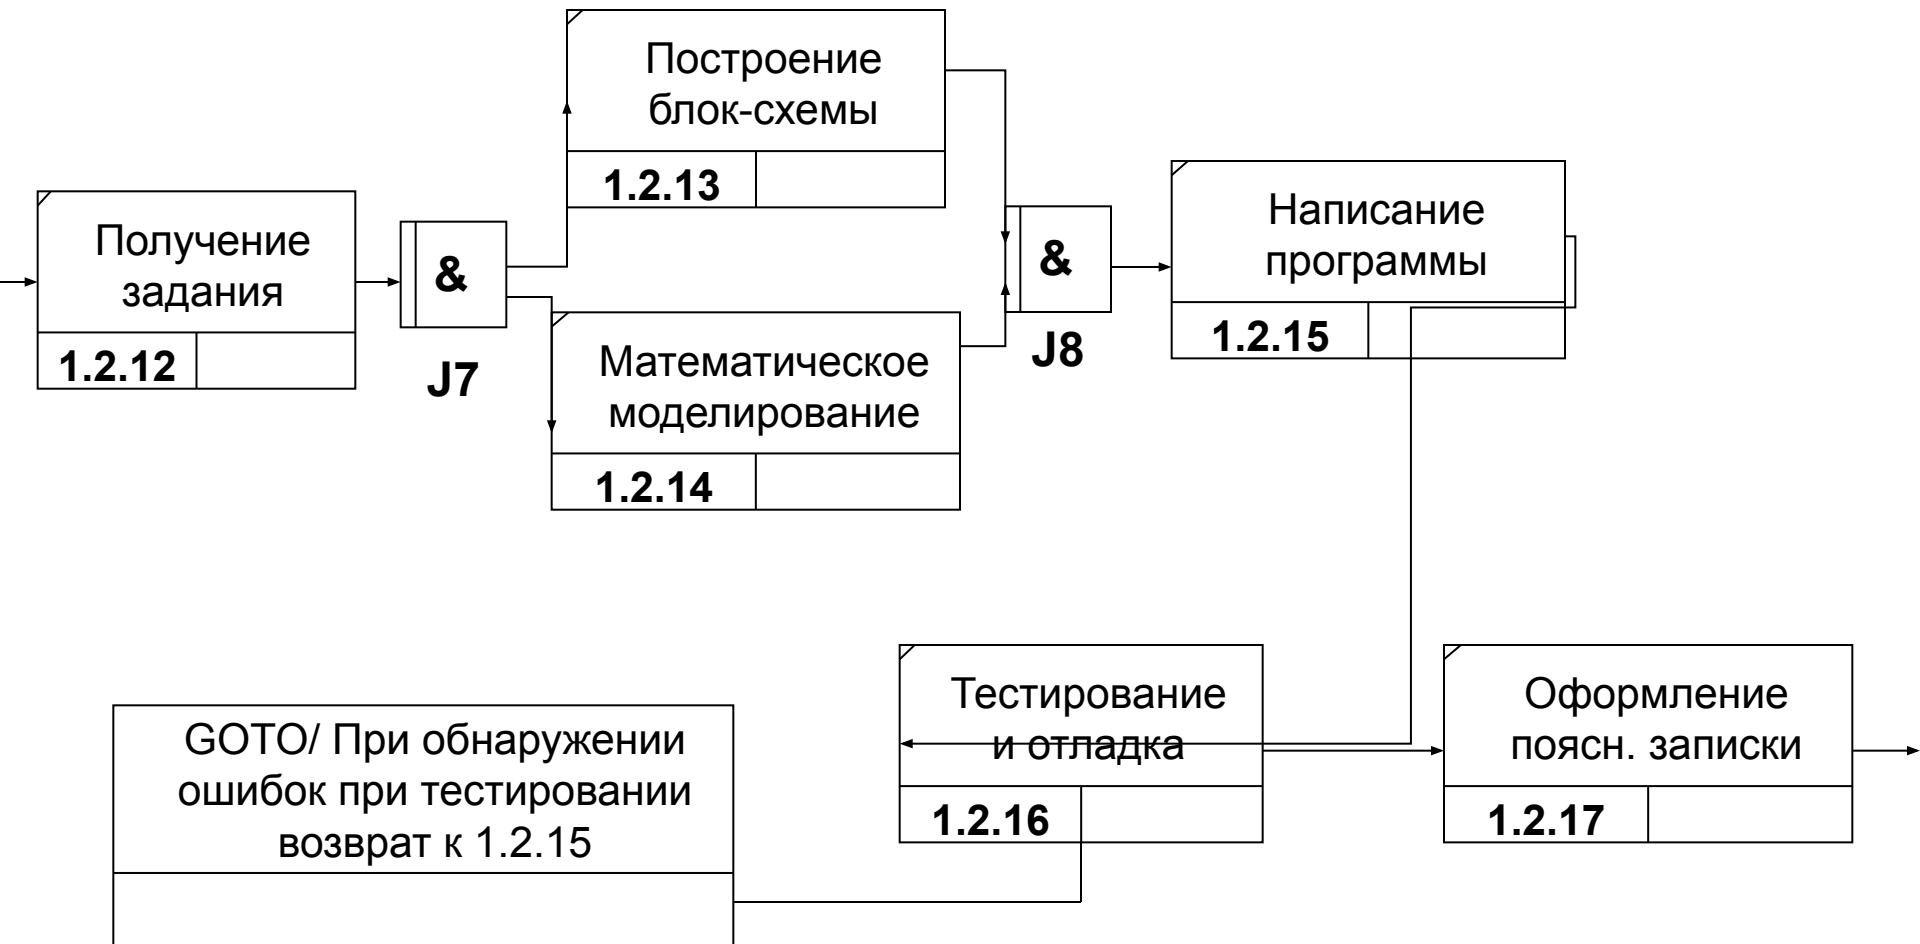 Построение
блок-схемы
1.2.13
Получение
задания
1.2.12
&
J7
Математическое
моделирование
1.2.14
&
J8
Написание
программы
1.2.15
Тестирование
и отладка
1.2.16
Оформление
поясн. записки
1.2.17
GOTO/ При обнаружении
ошибок при тестировании
возврат к 1.2.15